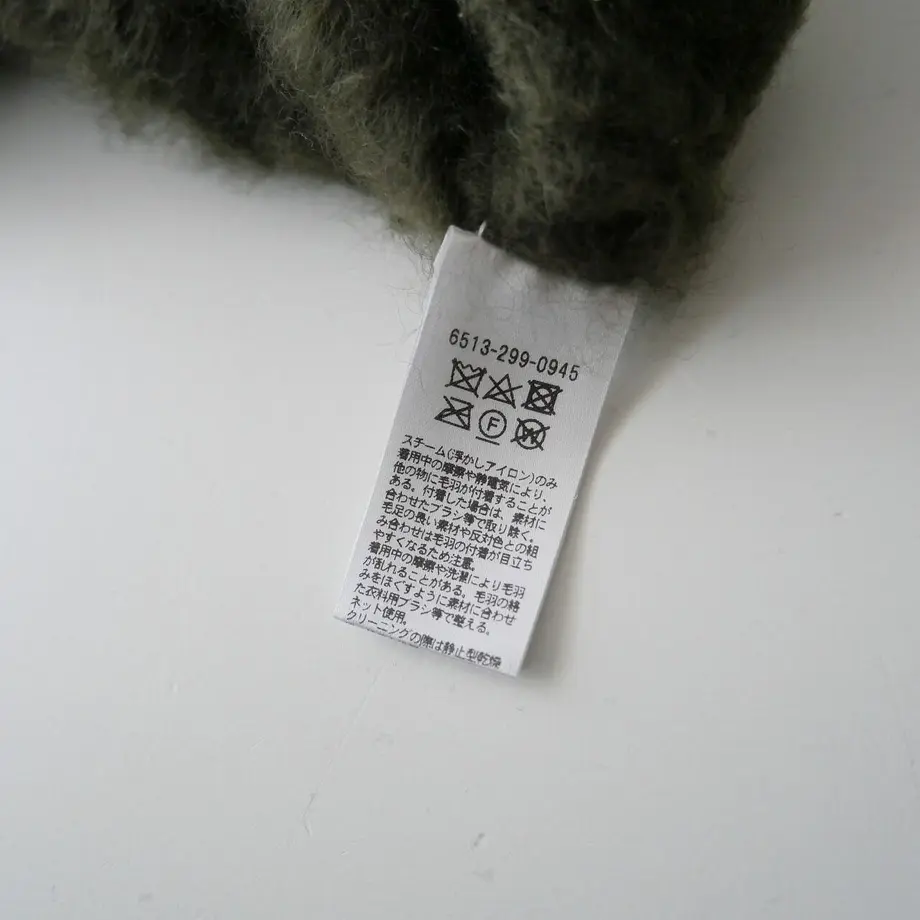 6513-299-0945
F W
スチーム(浮かしアイロン)のみ
着用中の摩擦や静電気により、
他の物に毛羽が付着することが
ある。付着した場合は、素材に
合わせたブラシ等で取り除く。
毛足の長い素材や反対色との組
み合わせは毛羽の付着が目立ち
やすくなるため注意。
着用中の摩擦や洗濯により毛羽
が乱れることがある。毛羽の絡
みをほぐすように素材に合わせ
た衣料用ブラシ等で整える。
ネット使用。
クリーニングの際は静止型乾燥